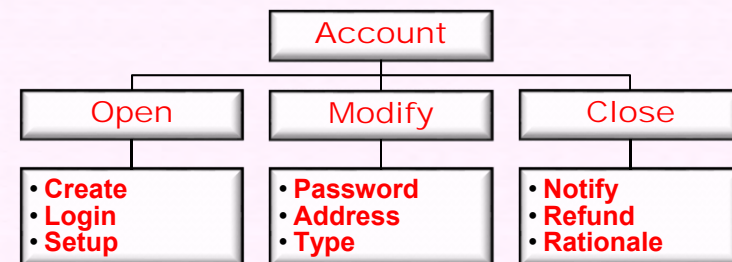 Account
Open
Modify
Close
• Create
• Login
• Setup
• Password
• Address
• Type
• Notify
• Refund
• Rationale